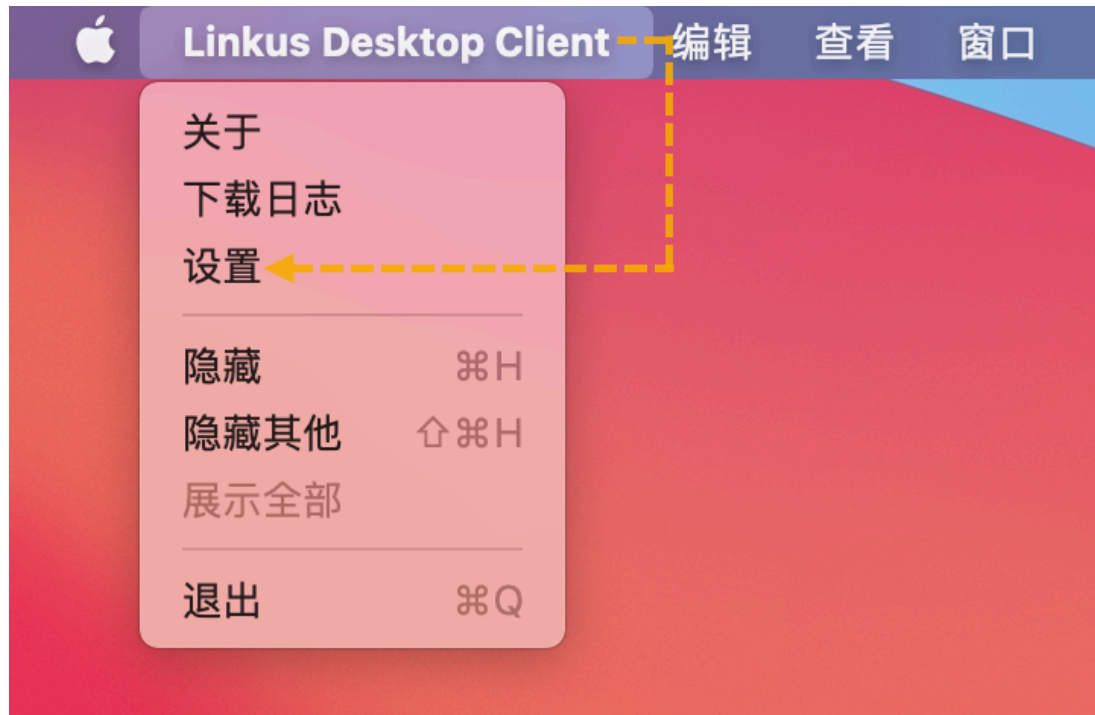 Linkus Desktop Client 编辑 查看 窗口
关于
下载日志
设置
隐藏 ⌘H
隐藏其他 ⇧⌘H
展示全部
退出 ⌘Q